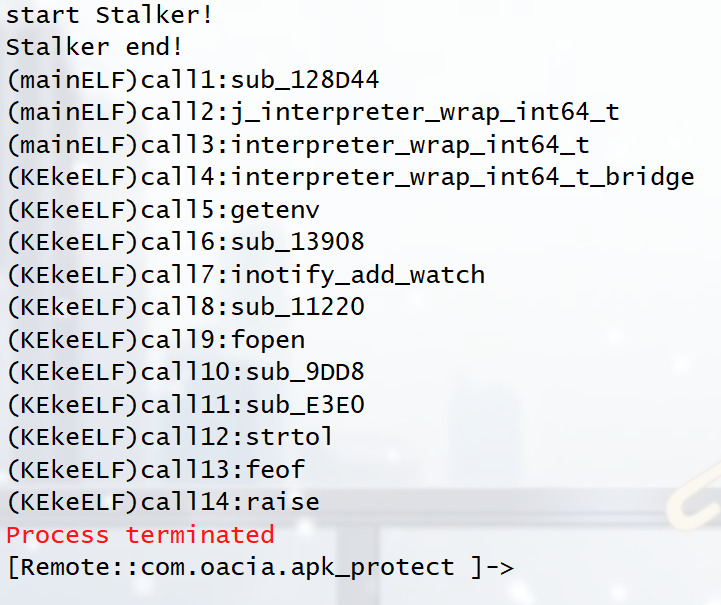 start Stalker!
Stalker end!
(mainELF)call1:sub_128D44
(mainELF)call2:j_interpreter_wrap_int64_t
(mainELF)call3:interpreter_wrap_int64_t
(KEkeELF)call4:interpreter_wrap_int64_t_bridge
(KEkeELF)call5:getenv
(KEkeELF)call6:sub_13908
(KEkeELF)call7:inotify_add_watch
(KEkeELF)call8:sub_11220
(KEkeELF)call9:fopen
(KEkeELF)call10:sub_9DD8
(KEkeELF)call11:sub_E3E0
(KEkeELF)call12:strtol
(KEkeELF)call13:feof
(KEkeELF)call14:raise
Process terminated
[Remote::com.oacia.apk_protect ]->